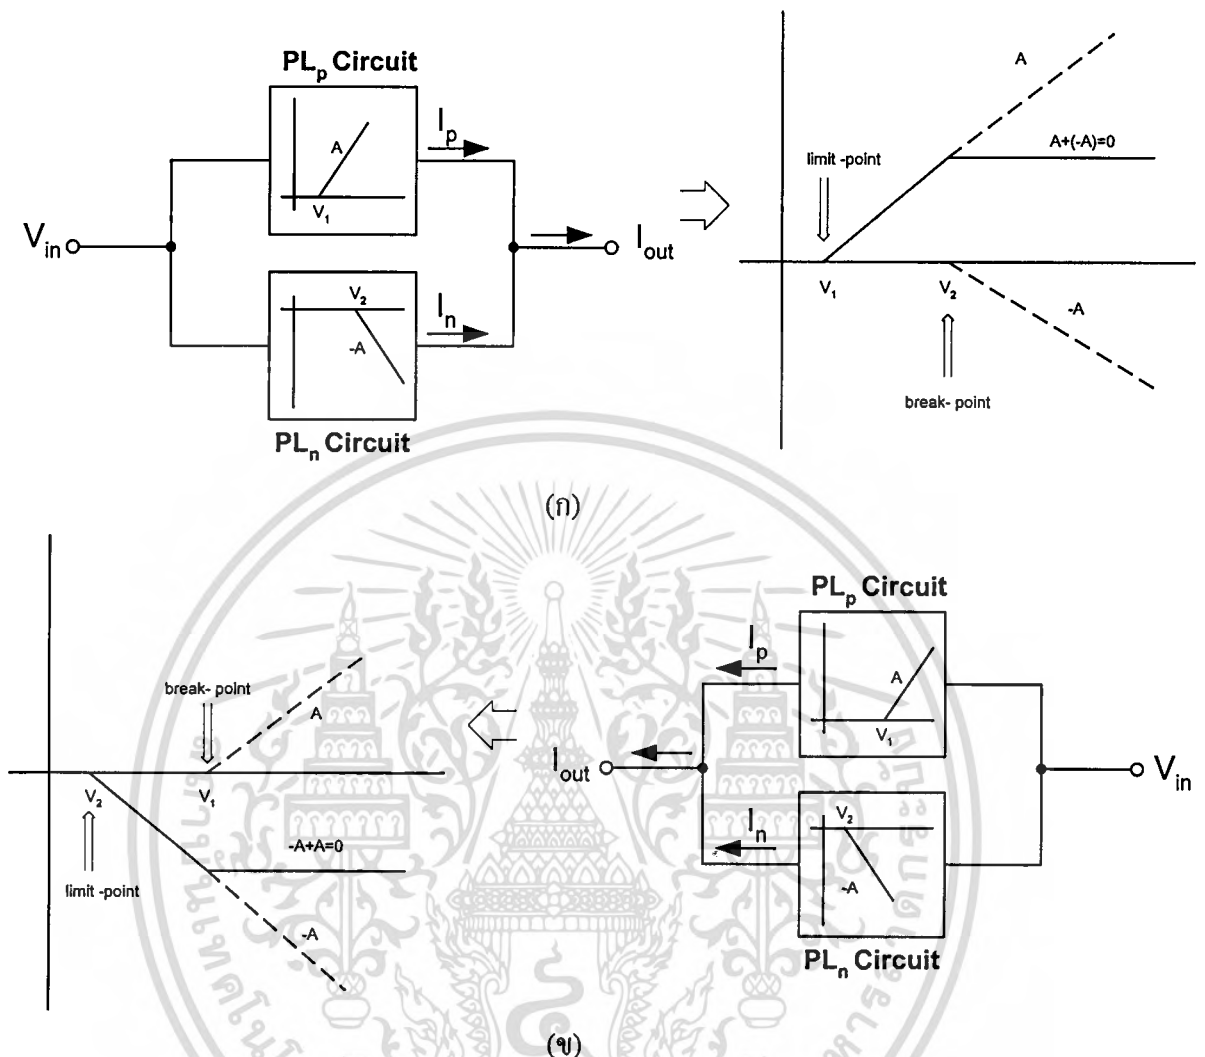 PLp Circuit
A
V1
Ip
Vin
Iout
V2
-A
In
PLn Circuit
A
limit -point
A+(-A)=0
V1
V2
-A
break- point
(ก)
break- point
A
V2
V1
-A+A=0
limit -point
-A
PLp Circuit
Ip
A
V1
Iout
Vin
In
V2
-A
PLn Circuit
(ข)